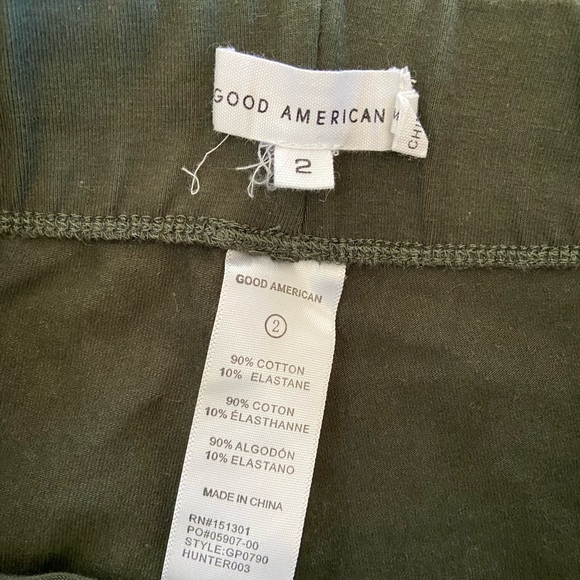 GOOD AMERICAN
2
GOOD AMERICAN
2
90% COTTON
10% ELASTANE
90% COTON
10% ÉLASTHANNE
90% ALGODÓN
10% ELASTANO
MADE IN CHINA
RN#151301
PO#05907-00
STYLE:GP0790
HUNTER003